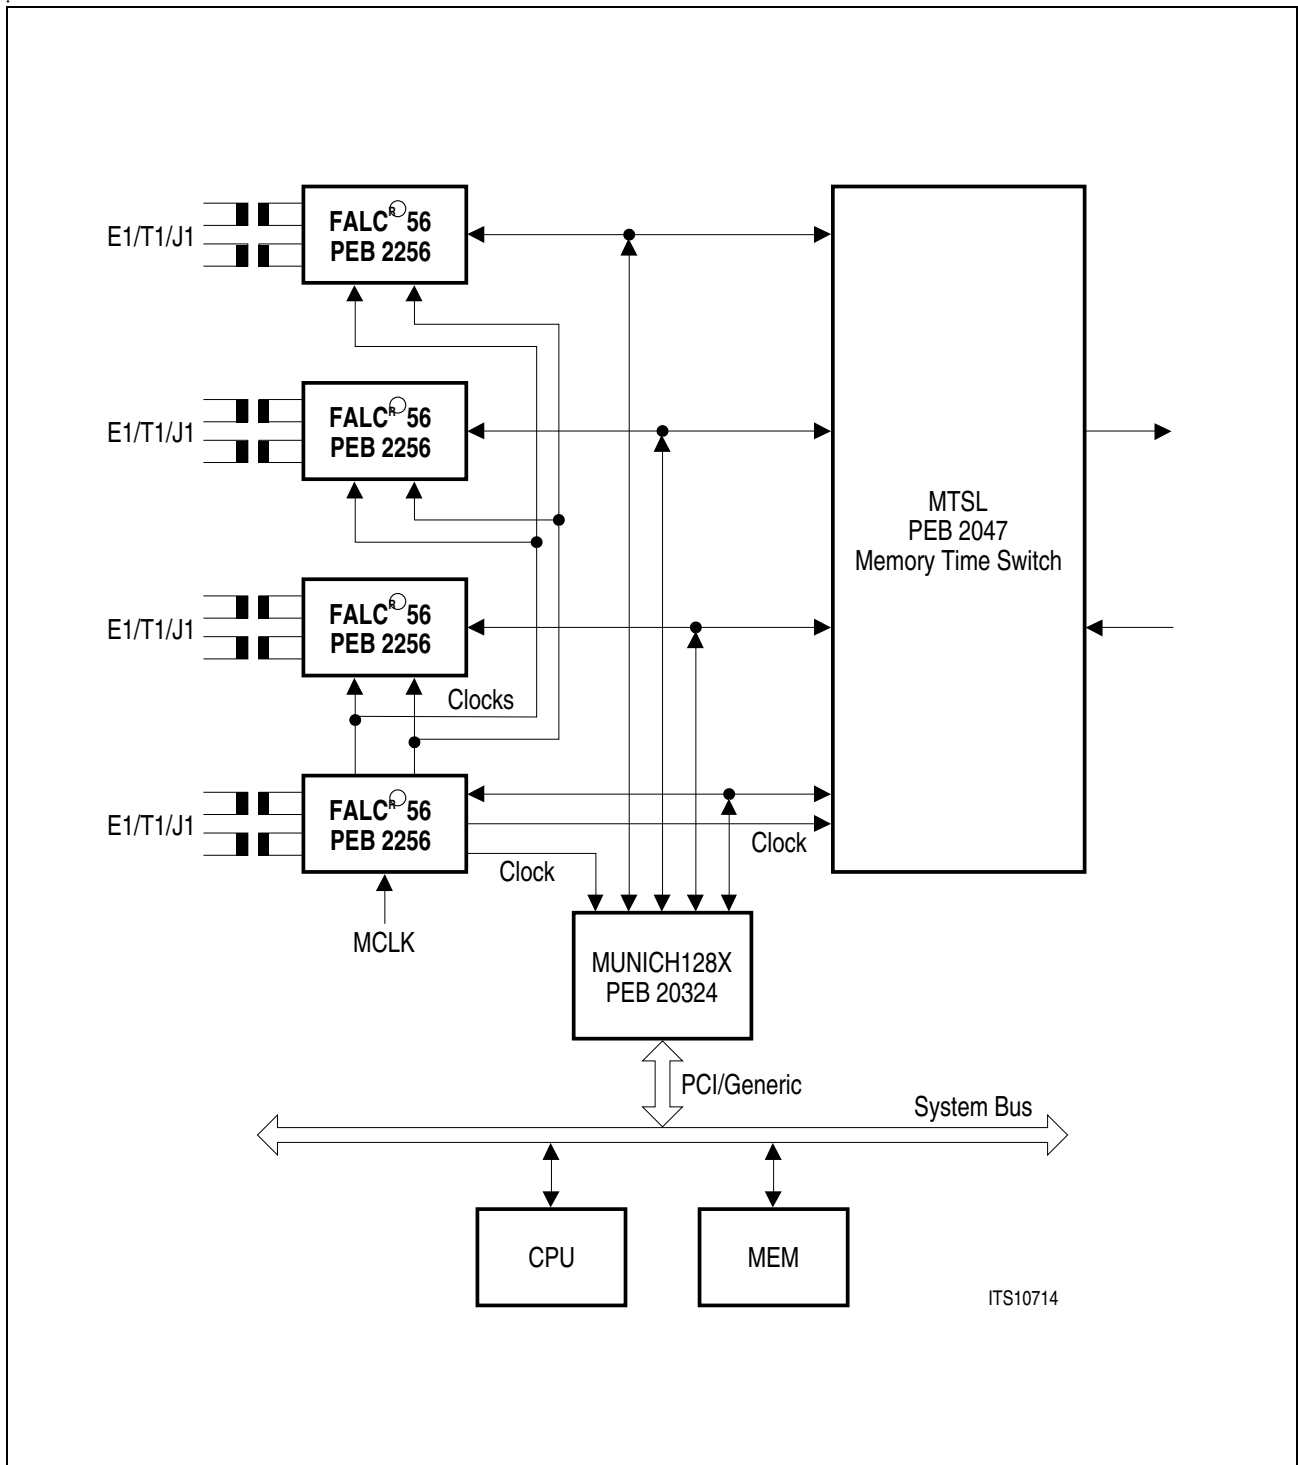 E1/T1/J1
FALC® 56
PEB 2256
E1/T1/J1
FALC® 56
PEB 2256
MTSL
PEB 2047
Memory Time Switch
E1/T1/J1
FALC® 56
PEB 2256
Clocks
E1/T1/J1
FALC® 56
PEB 2256
Clock
Clock
MCLK
MUNICH128X
PEB 20324
PCI/Generic
System Bus
CPU
MEM
ITS10714